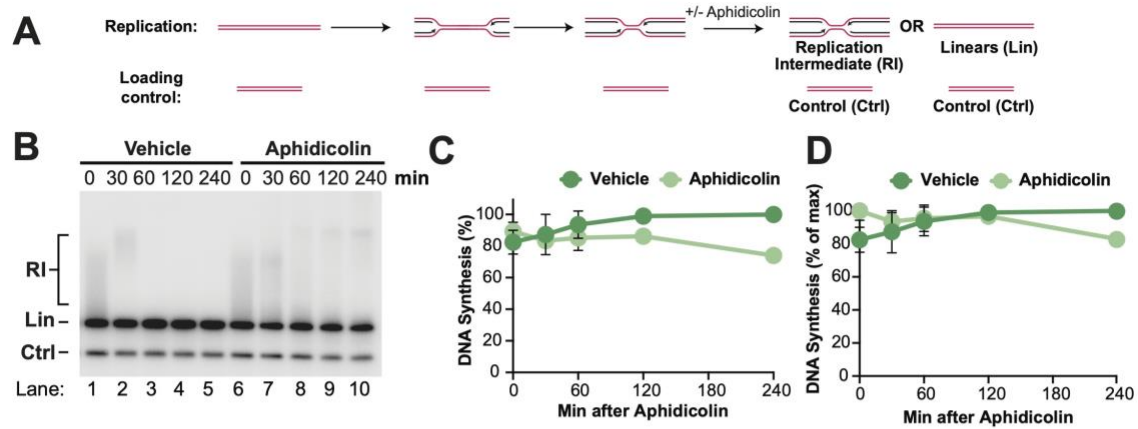 A
Replication:
+/- Aphidicolin
OR
Replication
Intermediate (RI)
Linears (Lin)
Loading
control:
Control (Ctrl)
Control (Ctrl)
B
Vehicle
Aphidicolin
0 30 60 120 240 0 30 60 120 240 min
RI
Lin
Ctrl
Lane: 1 2 3 4 5 6 7 8 9 10
C
Vehicle
Aphidicolin
DNA Synthesis (%)
100
80
60
40
20
0
0 60 120 180 240
Min after Aphidicolin
D
Vehicle
Aphidicolin
DNA Synthesis (% of max)
100
80
60
40
20
0
0 60 120 180 240
Min after Aphidicolin